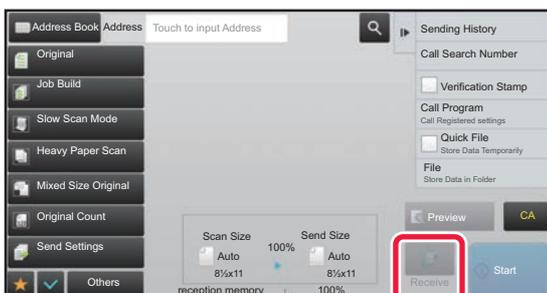 Address Book Address Touch to input Address
Original
Job Build
Slow Scan Mode
Heavy Paper Scan
Mixed Size Original
Original Count
Send Settings
Others
Scan Size
Auto
8½x11
100%
Send Size
Auto
8½x11
reception memory : 100%
Sending History
Call Search Number
Verification Stamp
Call Program
Call Registered settings
Quick File
Store Data Temporarily
File
Store Data in Folder
Preview
CA
Receive
Start